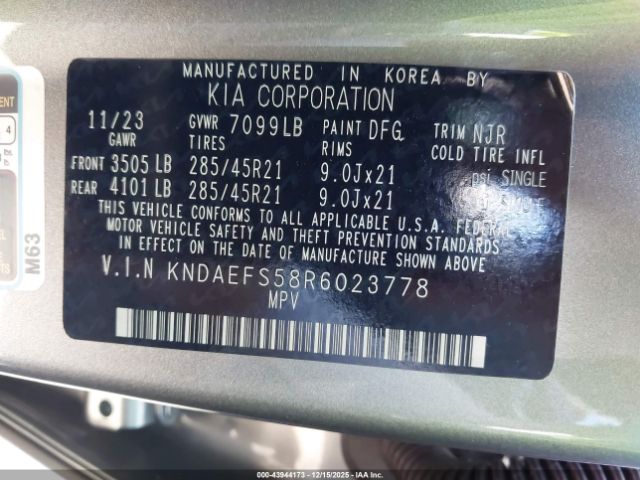 MANUFACTURED IN KOREA BY
KIA CORPORATION
11/23 GVWR 7099LB PAINT DFG TRIM NJR
GAWR TIRES RIMS COLD TIRE INFL
FRONT 3505 LB 285/45R21 9.0Jx21 psi SINGLE
REAR 4101 LB 285/45R21 9.0Jx21
THIS VEHICLE CONFORMS TO ALL APPLICABLE U.S.A. FEDERAL
MOTOR VEHICLE SAFETY AND THEFT PREVENTION STANDARDS
IN EFFECT ON THE DATE OF MANUFACTURE SHOWN ABOVE.
V.I.N KNDAEFS58R6023778
MPV
M63
4
IAA-43944173 12/15/2025 - IAAI.COM